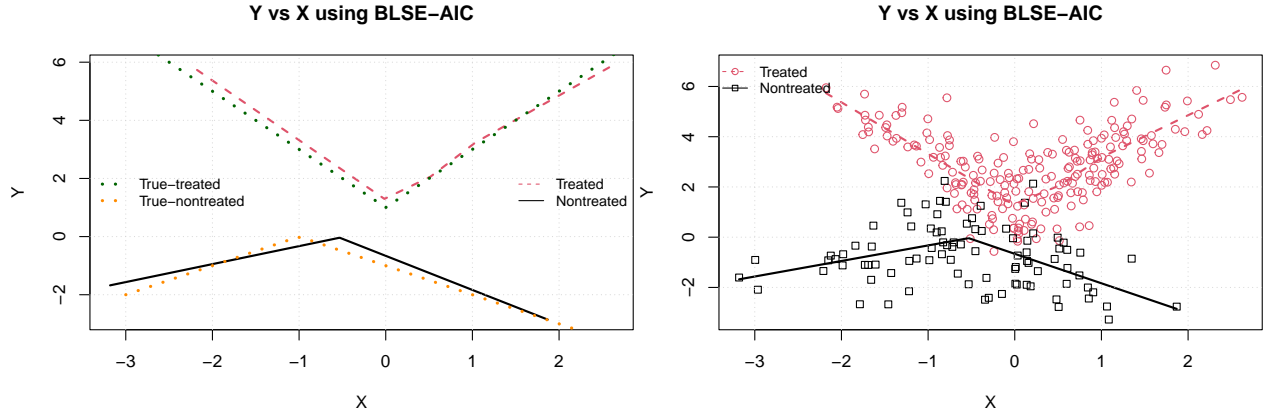 Y vs X using BLSE−AIC
Y
6
4
2
0
−2
True−treated
True−nontreated
Treated
Nontreated
−3
−2
−1
0
1
2
X
Y vs X using BLSE−AIC
Y
6
4
2
0
−2
Treated
Nontreated
−3
−2
−1
0
1
2
X